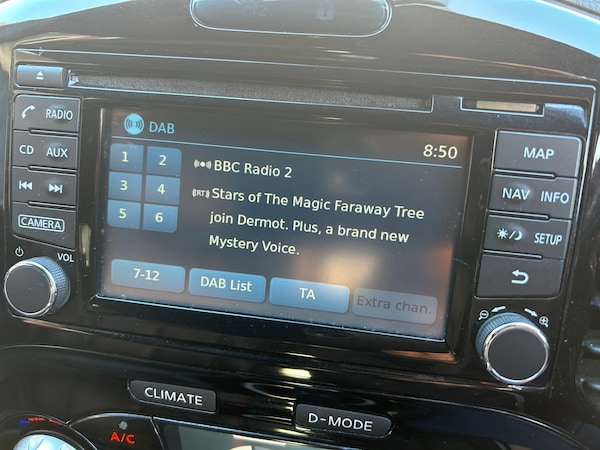 DAB
8:50
1 2
3 4
5 6
BBC Radio 2
(RT) Stars of The Magic Faraway Tree
join Dermot. Plus, a brand new
Mystery Voice.
7-12
DAB List
TA
Extra chan.
RADIO
CD AUX
CAMERA
VOL
MAP
NAV INFO
SETUP
CLIMATE
D-MODE
A/C